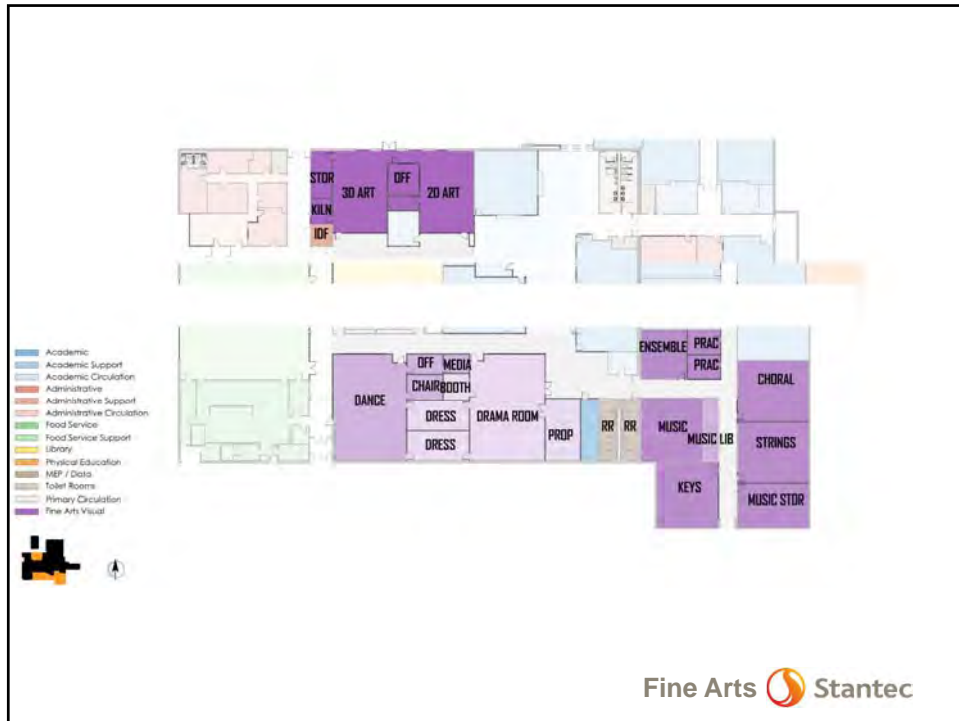 STOR
3D ART
OFF
2D ART
KILN
IDF
ENSEMBLE
PRAC
PRAC
OFF
MEDIA
CHAIR
BOOTH
DANCE
DRESS
DRAMA ROOM
DRESS
PROP
RR
RR
MUSIC
MUSIC LIB
KEYS
CHORAL
STRINGS
MUSIC STOR
Academic
Academic Support
Academic Circulation
Administrative
Administrative Support
Administrative Circulation
Food Service
Food Service Support
Library
Physical Education
MEP / Data
Toilet Rooms
Primary Circulation
Fine Arts Visual
Fine Arts Stantec